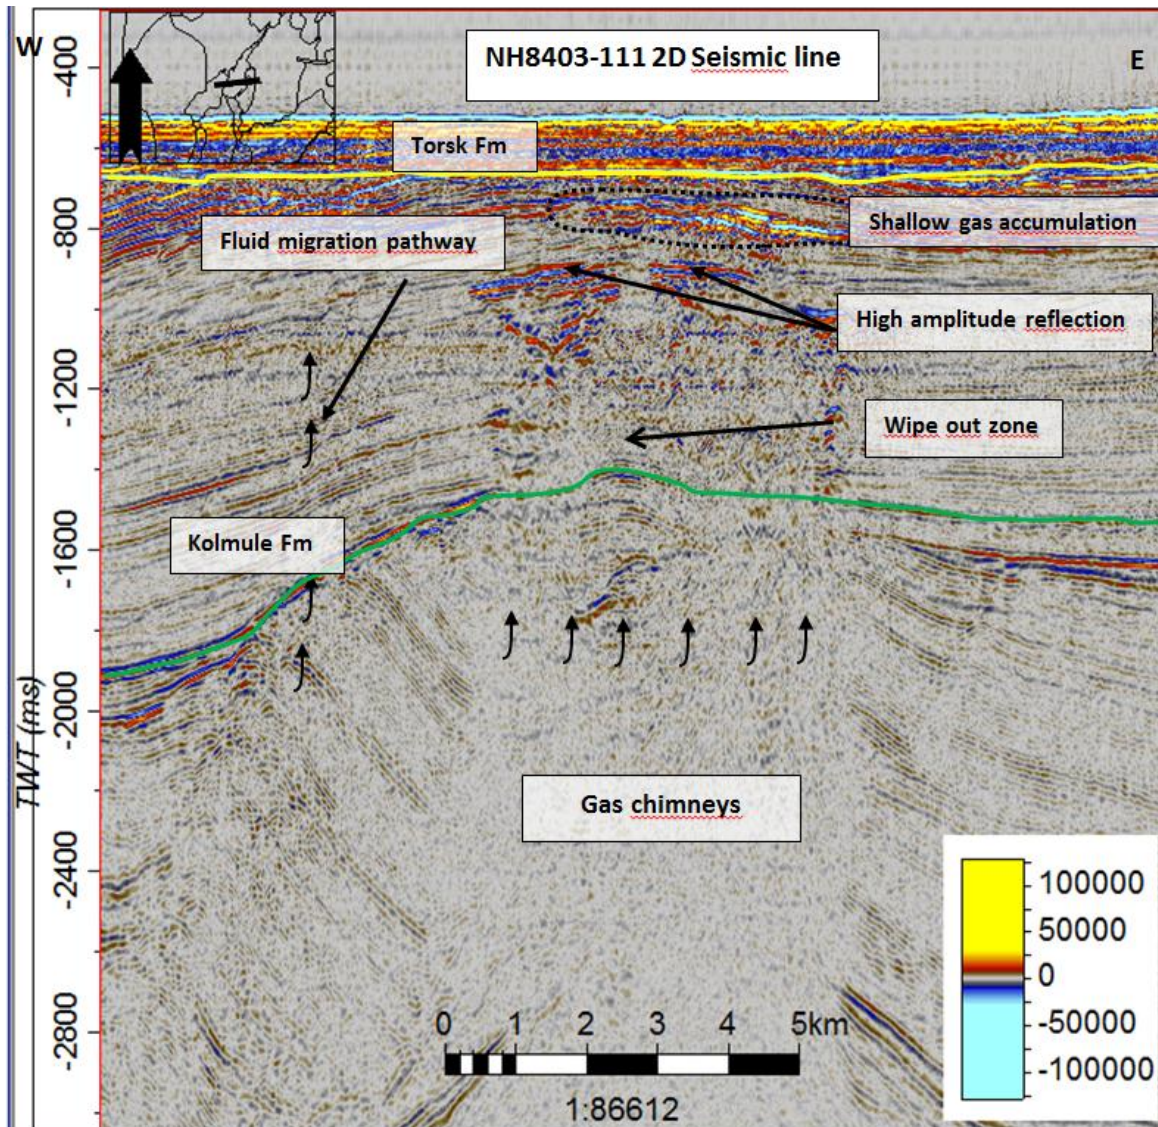 W
NH8403-111 2D Seismic line
E
-400
Torsk Fm
-800
Shallow gas accumulation
Fluid migration pathway
High amplitude reflection
-1200
Wipe out zone
-1600
Kolmule Fm
-2000
TWT (ms)
Gas chimneys
-2400
-2800
0 1 2 3 4 5km
1:86612
100000
50000
0
-50000
-100000